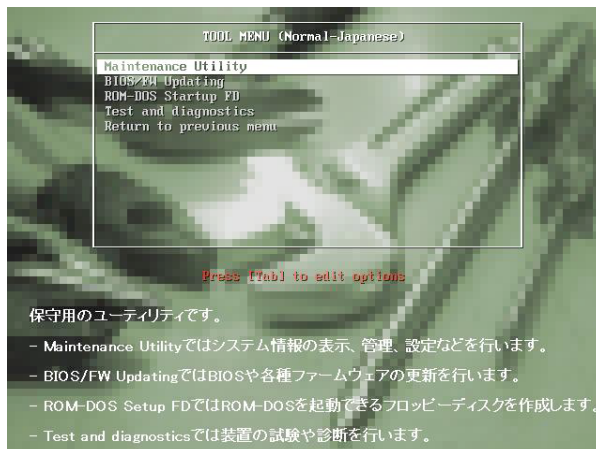 TOOL MENU (Normal-Japanese)
Maintenance Utility
BIOS/FW Updating
ROM-DOS Startup FD
Test and diagnostics
Return to previous menu
Press [Tab] to edit options
保守用のユーティリティです。
- Maintenance Utilityではシステム情報の表示、管理、設定などを行います。
- BIOS/FW UpdatingではBIOSや各種ファームウェアの更新を行います。
- ROM-DOS Setup FDではROM-DOSを起動できるフロッピーディスクを作成します。
- Test and diagnosticsでは装置の試験や診断を行います。